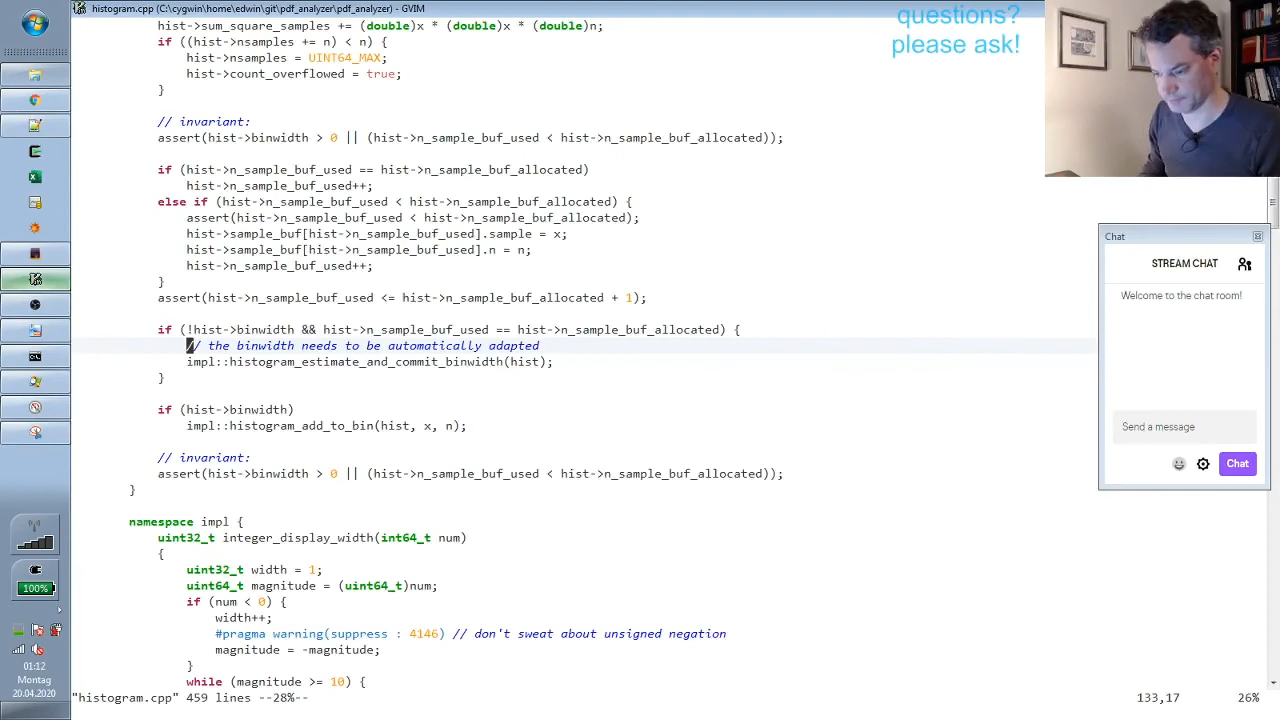 histogram.cpp (C:\cygwin\home\edwin\git\pdf_analyzer\pdf_analyzer) - GVIM
questions?
please ask!
hist->sum_square_samples += (double)x * (double)x * (double)n;
if ((hist->nsamples += n) < n) {
hist->nsamples = UINT64_MAX;
hist->count_overflowed = true;
}
// invariant:
assert(hist->binwidth > 0 || (hist->n_sample_buf_used < hist->n_sample_buf_allocated));
if (hist->n_sample_buf_used == hist->n_sample_buf_allocated)
hist->n_sample_buf_used++;
else if (hist->n_sample_buf_used < hist->n_sample_buf_allocated) {
assert(hist->n_sample_buf_used < hist->n_sample_buf_allocated);
hist->sample_buf[hist->n_sample_buf_used].sample = x;
hist->sample_buf[hist->n_sample_buf_used].n = n;
hist->n_sample_buf_used++;
}
assert(hist->n_sample_buf_used <= hist->n_sample_buf_allocated + 1);
if (!hist->binwidth && hist->n_sample_buf_used == hist->n_sample_buf_allocated) {
// the binwidth needs to be automatically adapted
impl::histogram_estimate_and_commit_binwidth(hist);
}
if (hist->binwidth)
impl::histogram_add_to_bin(hist, x, n);
// invariant:
assert(hist->binwidth > 0 || (hist->n_sample_buf_used < hist->n_sample_buf_allocated));
}
namespace impl {
uint32_t integer_display_width(int64_t num)
{
uint32_t width = 1;
uint64_t magnitude = (uint64_t)num;
if (num < 0) {
width++;
#pragma warning(suppress : 4146) // don't sweat about unsigned negation
magnitude = -magnitude;
}
while (magnitude >= 10) {
"histogram.cpp" 459 lines --28%--
133,17
26%
Chat
STREAM CHAT
Welcome to the chat room!
Send a message
Chat
100%
01:12
Montag
20.04.2020